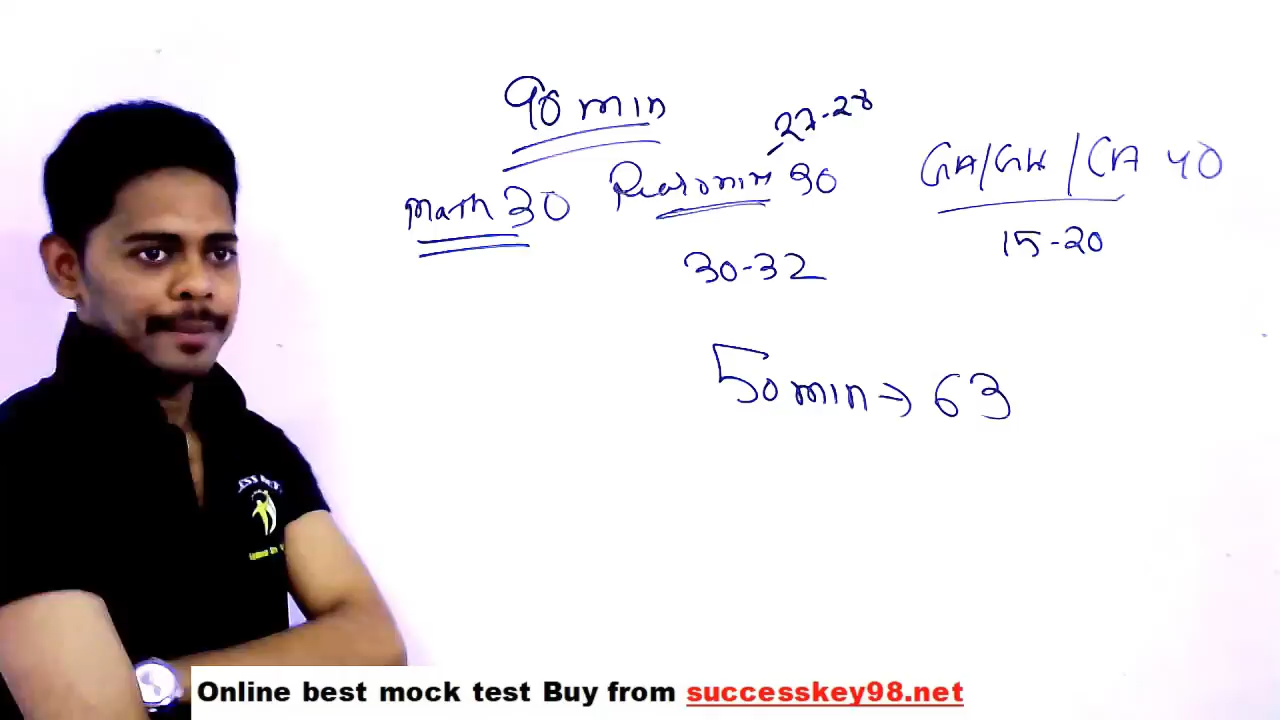 90 min
27-28
Math 30 Reasoning 30 GA/GK/CA 40
30-32 15-20
50 min → 63
Online best mock test Buy from successkey98.net